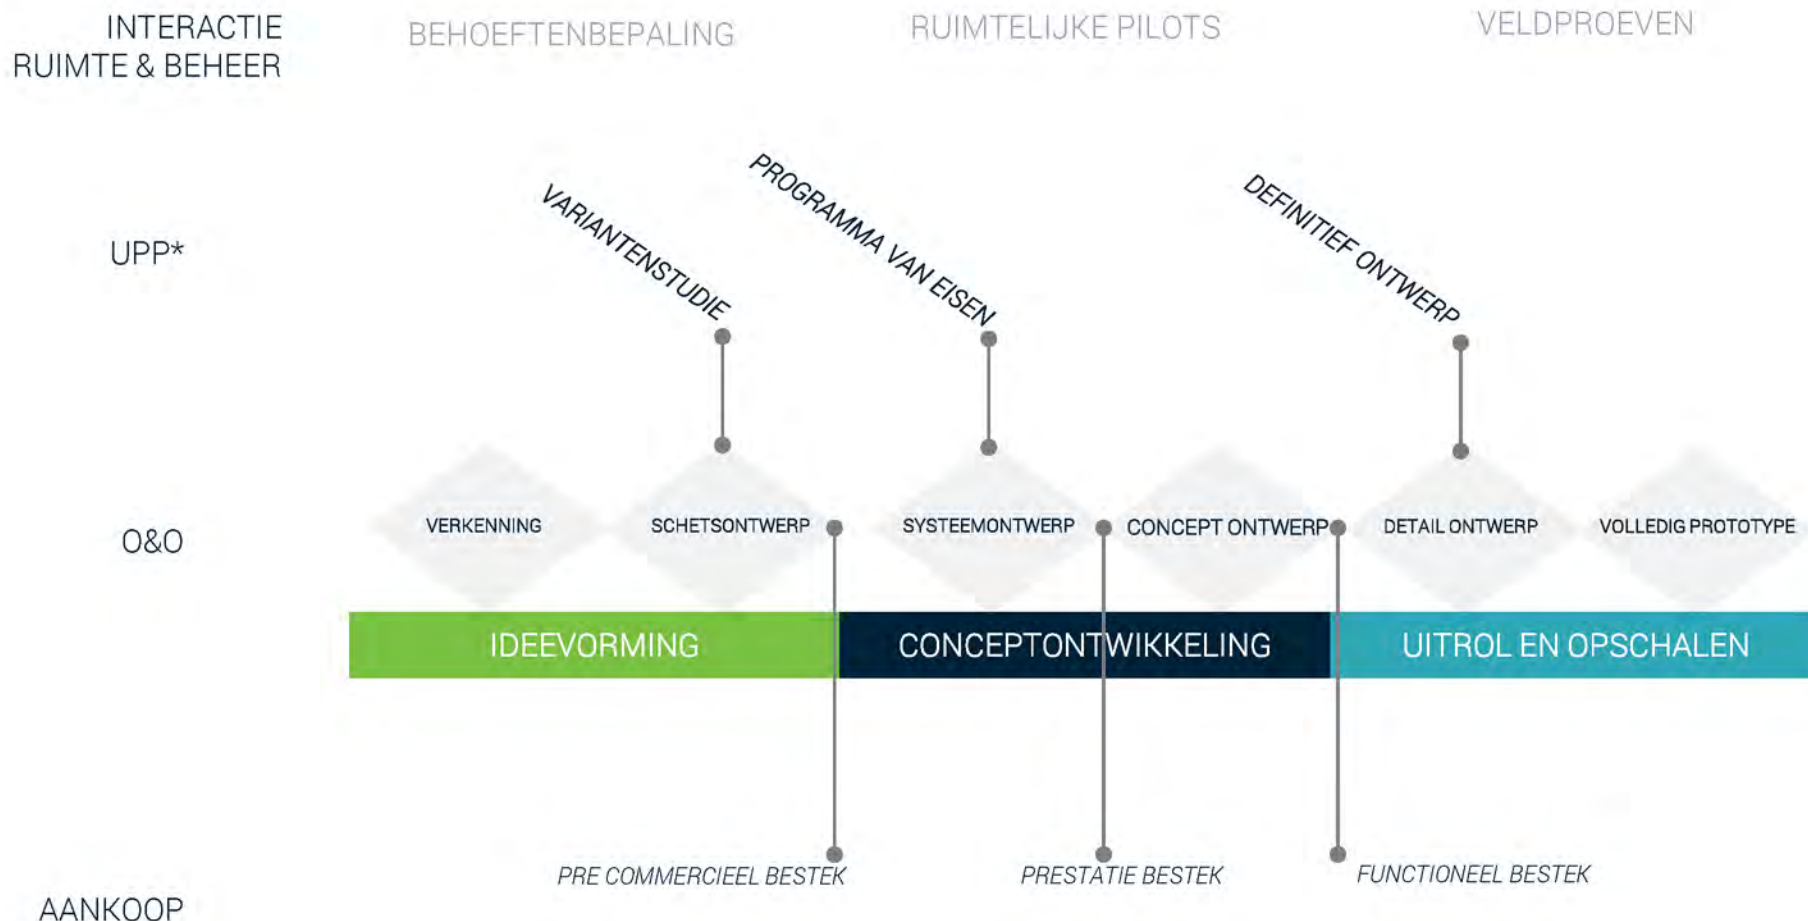 INTERACTIE
RUIMTE & BEHEER
BEHOEFTENBEPALING
RUIMTELIJKE PILOTS
VELDPROEVEN
UPP*
VARIANTENSTUDIE
PROGRAMMA VAN EISEN
DEFINITIEF ONTWERP
O&O
VERKENNING
SCHETSONTWERP
SYSTEEMONTWERP
CONCEPT ONTWERP
DETAIL ONTWERP
VOLLEDIG PROTOTYPE
IDEEVORMING
CONCEPTONTWIKKELING
UITROL EN OPSCHALEN
PRE COMMERCIEEL BESTEK
PRESTATIE BESTEK
FUNCTIONEEL BESTEK
AANKOOP